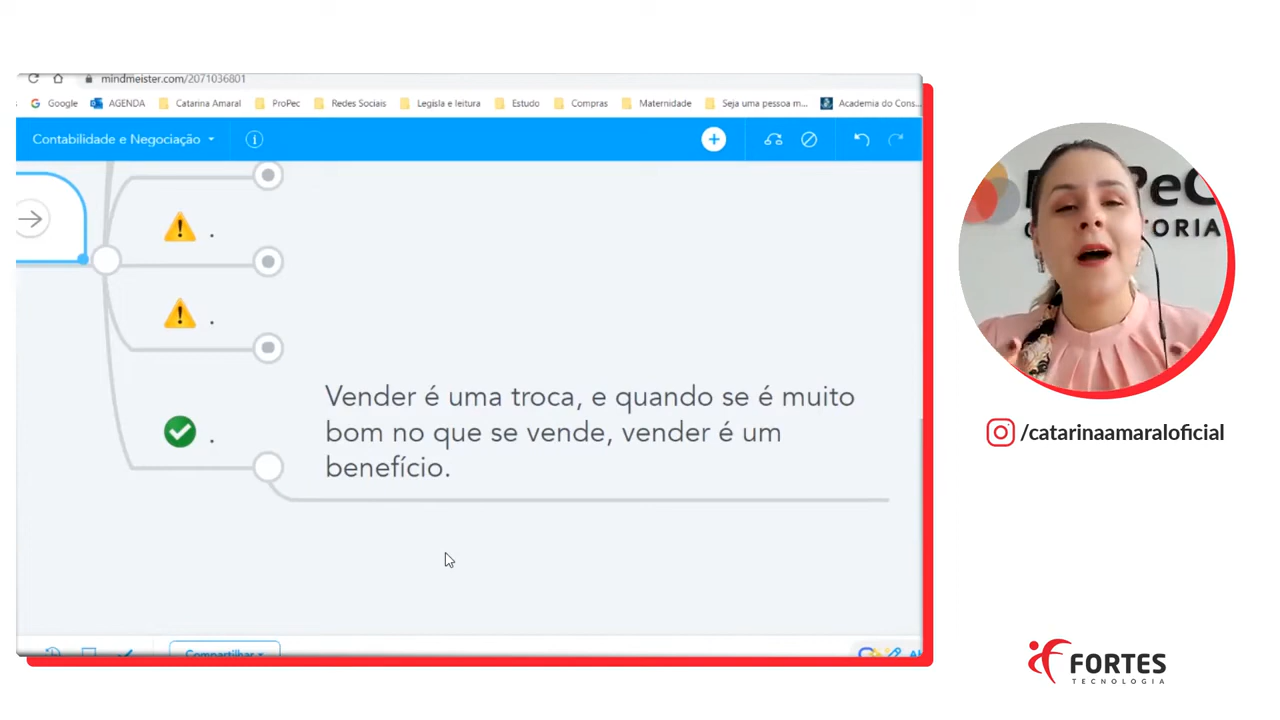 mindmeister.com/2071036801
Google AGENDA Catarina Amaral ProPec Redes Sociais Legisla e leitura Estudo Compras Maternidade Seja uma pessoa m... Academia do Cons...
Contabilidade e Negociação
.
.
Vender é uma troca, e quando se é muito
bom no que se vende, vender é um
benefício.
.
Compartilhar
/catarinaamaraloficial
FORTES
TECNOLOGIA